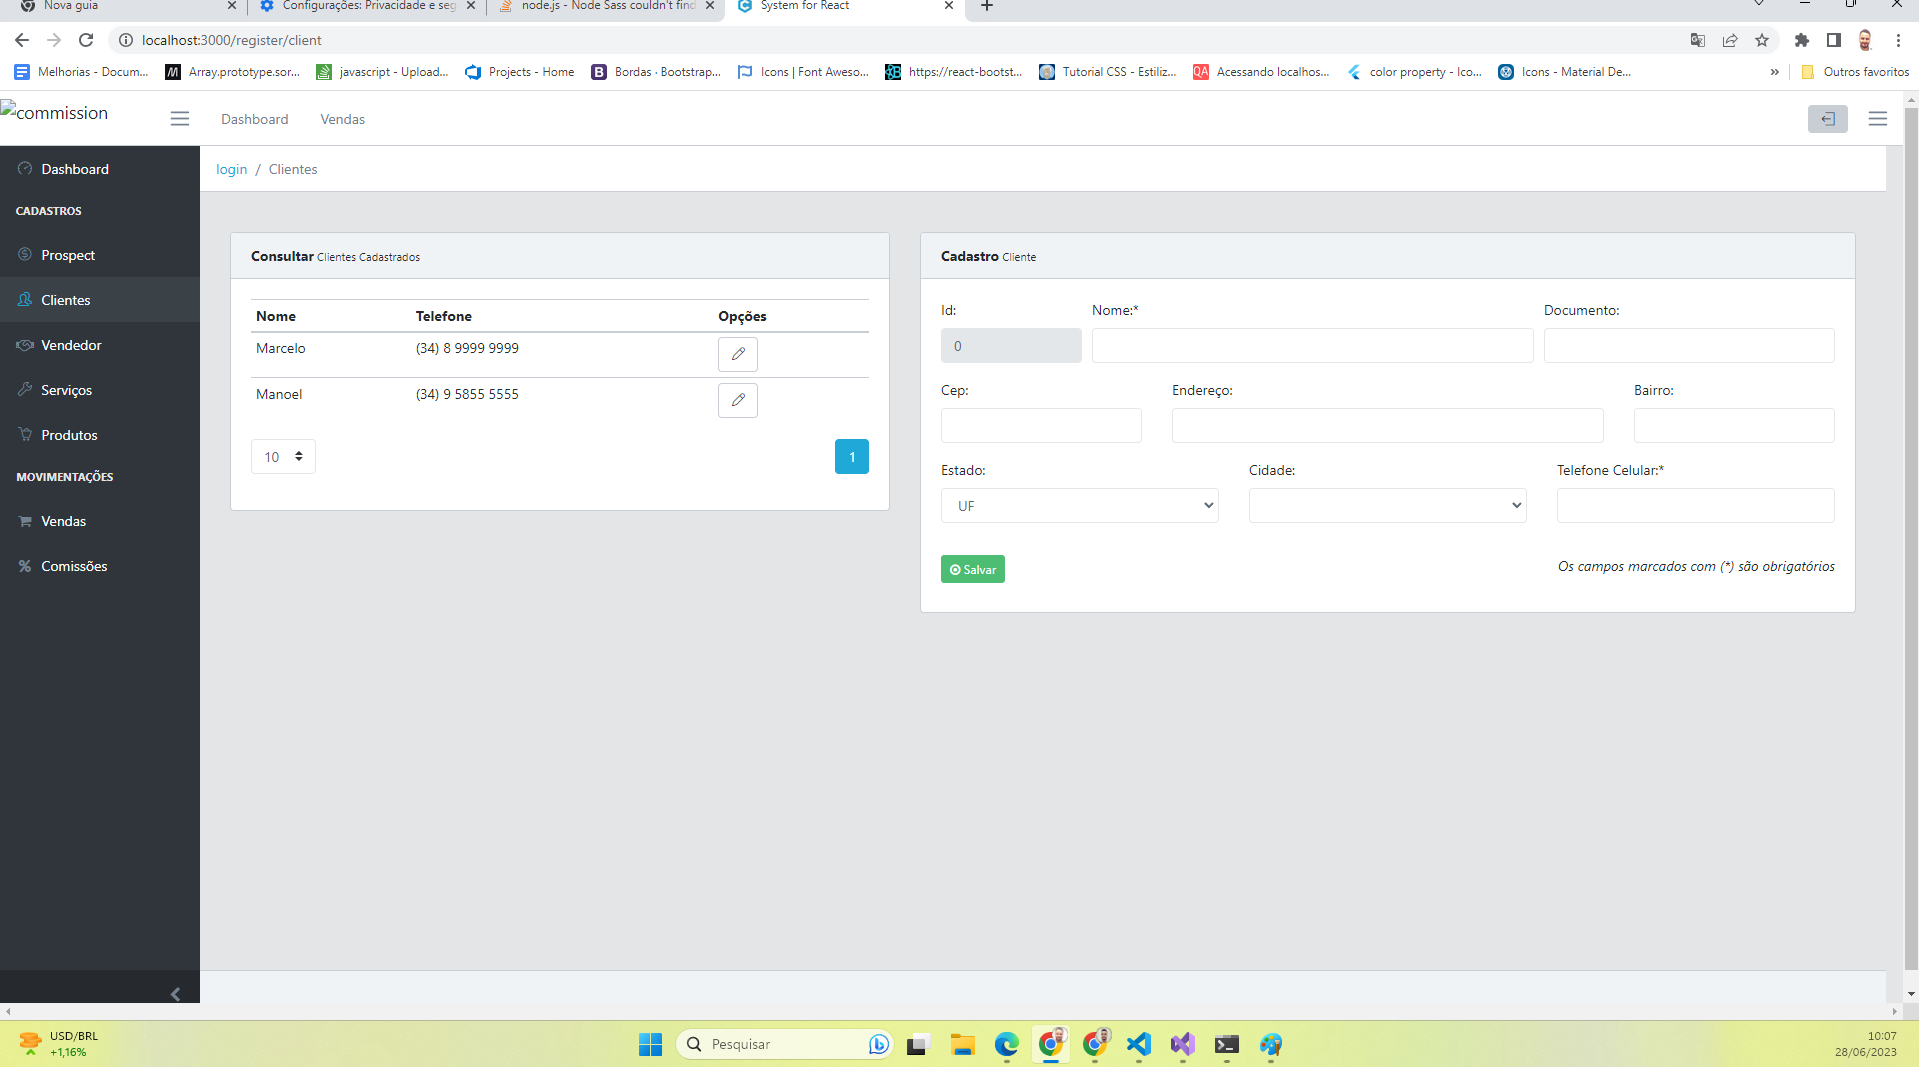 Nova guia
Configurações: Privacidade e seg
node.js - Node Sass couldn't find
System for React
localhost:3000/register/client
Melhorias - Docum...
Array.prototype.sor...
javascript - Upload...
Projects - Home
Bordas · Bootstrap...
Icons | Font Aweso...
https://react-bootst...
Tutorial CSS - Estiliz...
Acessando localhos...
color property - Ico...
Icons - Material De...
»
Outros favoritos
commission
Dashboard
Vendas
Dashboard
CADASTROS
Prospect
Clientes
Vendedor
Serviços
Produtos
MOVIMENTAÇÕES
Vendas
Comissões
login / Clientes
Consultar Clientes Cadastrados
Nome Telefone Opções
Marcelo (34) 8 9999 9999
Manoel (34) 9 5855 5555
10
1
Cadastro Cliente
Id: Nome:* Documento:
0
Cep: Endereço: Bairro:
Estado: Cidade: Telefone Celular:*
UF
Salvar
Os campos marcados com (*) são obrigatórios
USD/BRL
+1,16%
Pesquisar
10:07
28/06/2023